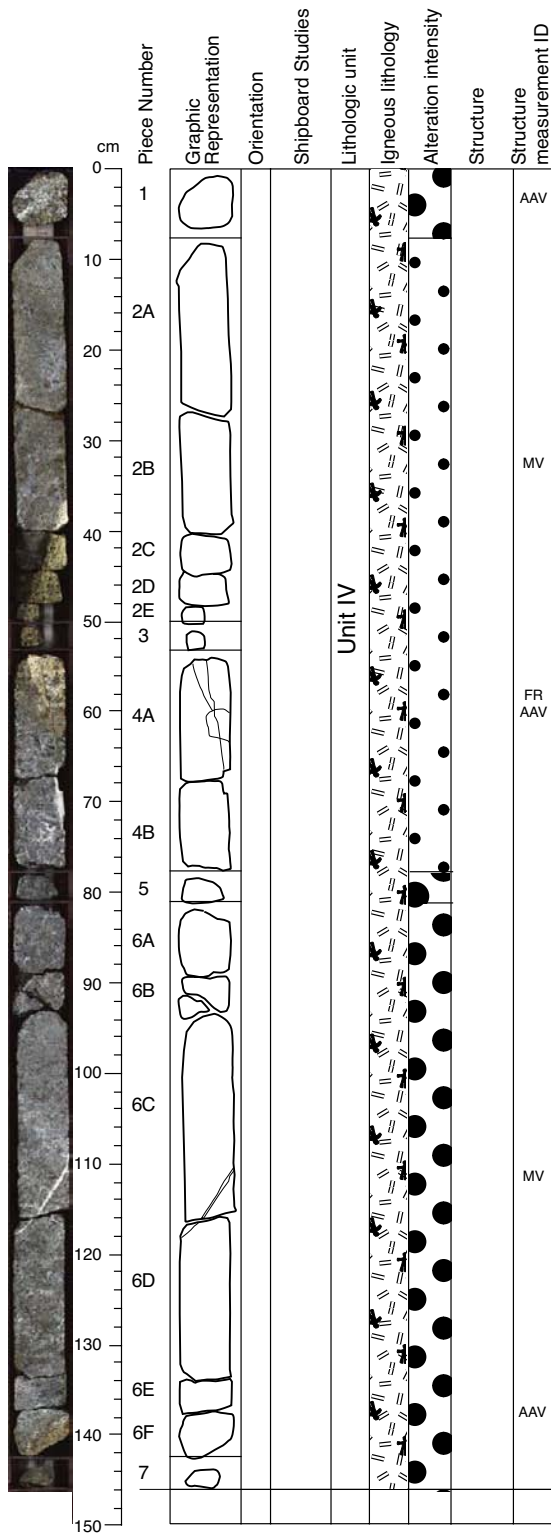 cm
Piece Number
Graphic
Representation
Orientation
Shipboard Studies
Lithologic unit
Igneous lithology
Alteration intensity
Structure
Structure
measurement ID
0
1
AAV
10
2A
20
30
2B
MV
40
2C
2D
2E
50
3
Unit IV
FR
60
4A
AAV
70
4B
80
5
6A
90
6B
100
6C
110
MV
120
6D
130
6E
AAV
140
6F
7
150